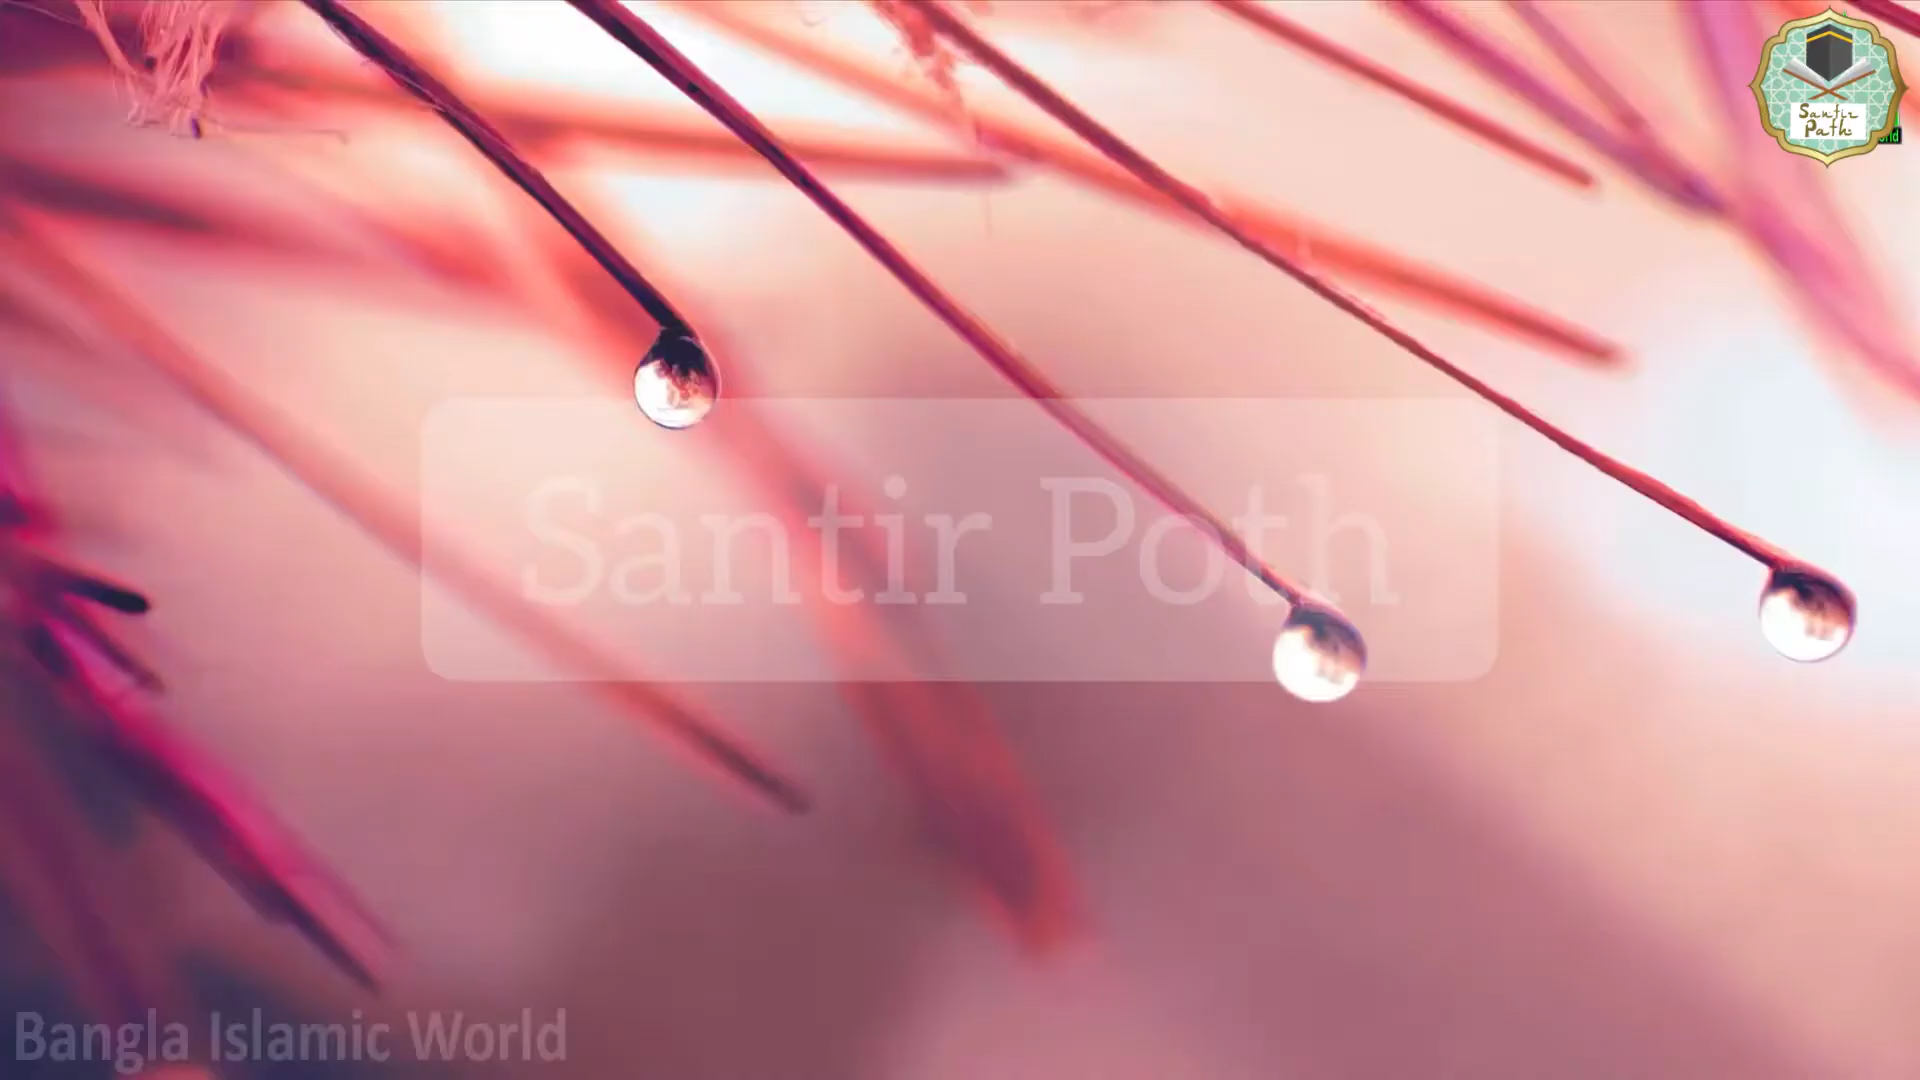 Santir
Path
Santir Poth
Bangla Islamic World